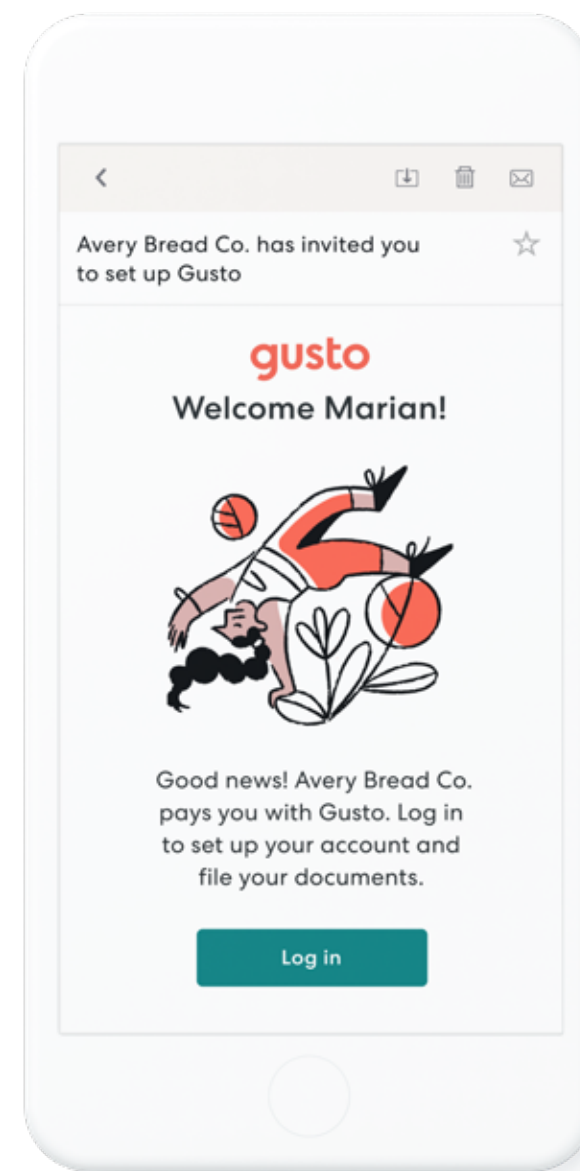 Avery Bread Co. has invited you
to set up Gusto
gusto
Welcome Marian!
Good news! Avery Bread Co.
pays you with Gusto. Log in
to set up your account and
file your documents.
Log in